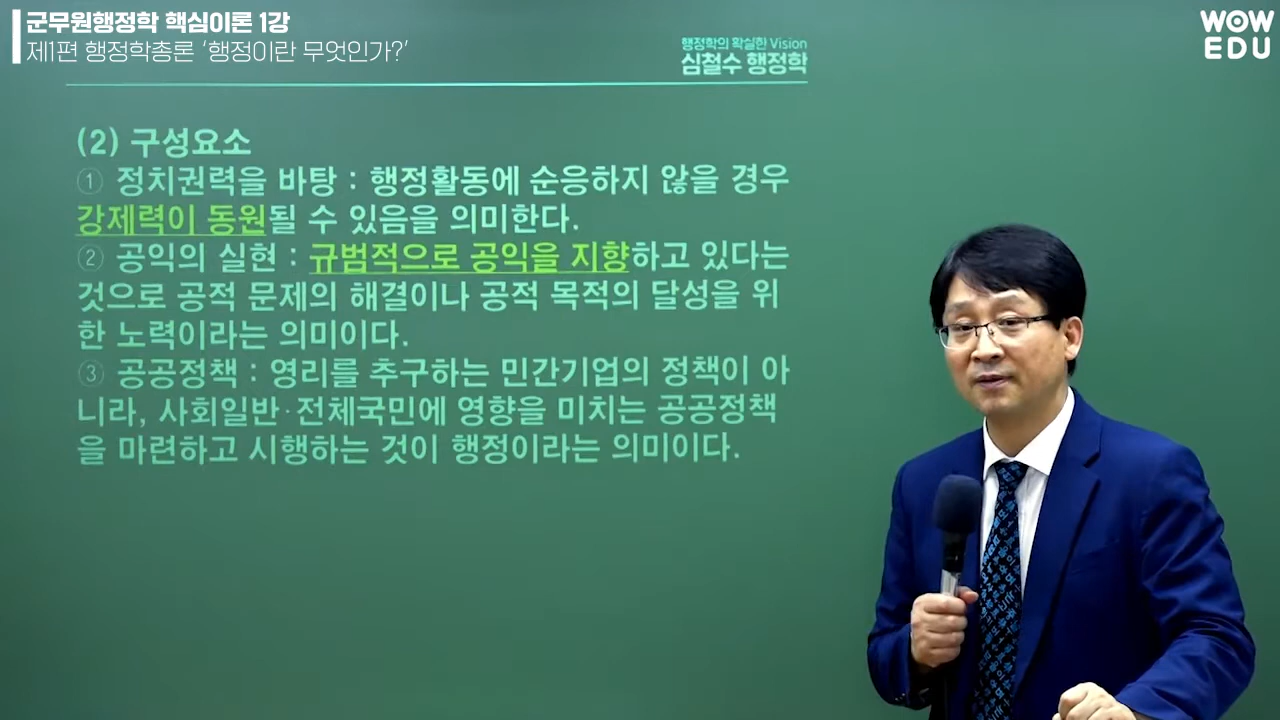 군무원행정학 핵심이론 1강
제1편 행정학총론 '행정이란 무엇인가?'
행정학의 확실한 Vision
심철수 행정학
WOW
EDU
(2) 구성요소
① 정치권력을 바탕 : 행정활동에 순응하지 않을 경우
강제력이 동원될 수 있음을 의미한다.
② 공익의 실현 : 규범적으로 공익을 지향하고 있다는
것으로 공적 문제의 해결이나 공적 목적의 달성을 위
한 노력이라는 의미이다.
③ 공공정책 : 영리를 추구하는 민간기업의 정책이 아
니라, 사회일반·전체국민에 영향을 미치는 공공정책
을 마련하고 시행하는 것이 행정이라는 의미이다.